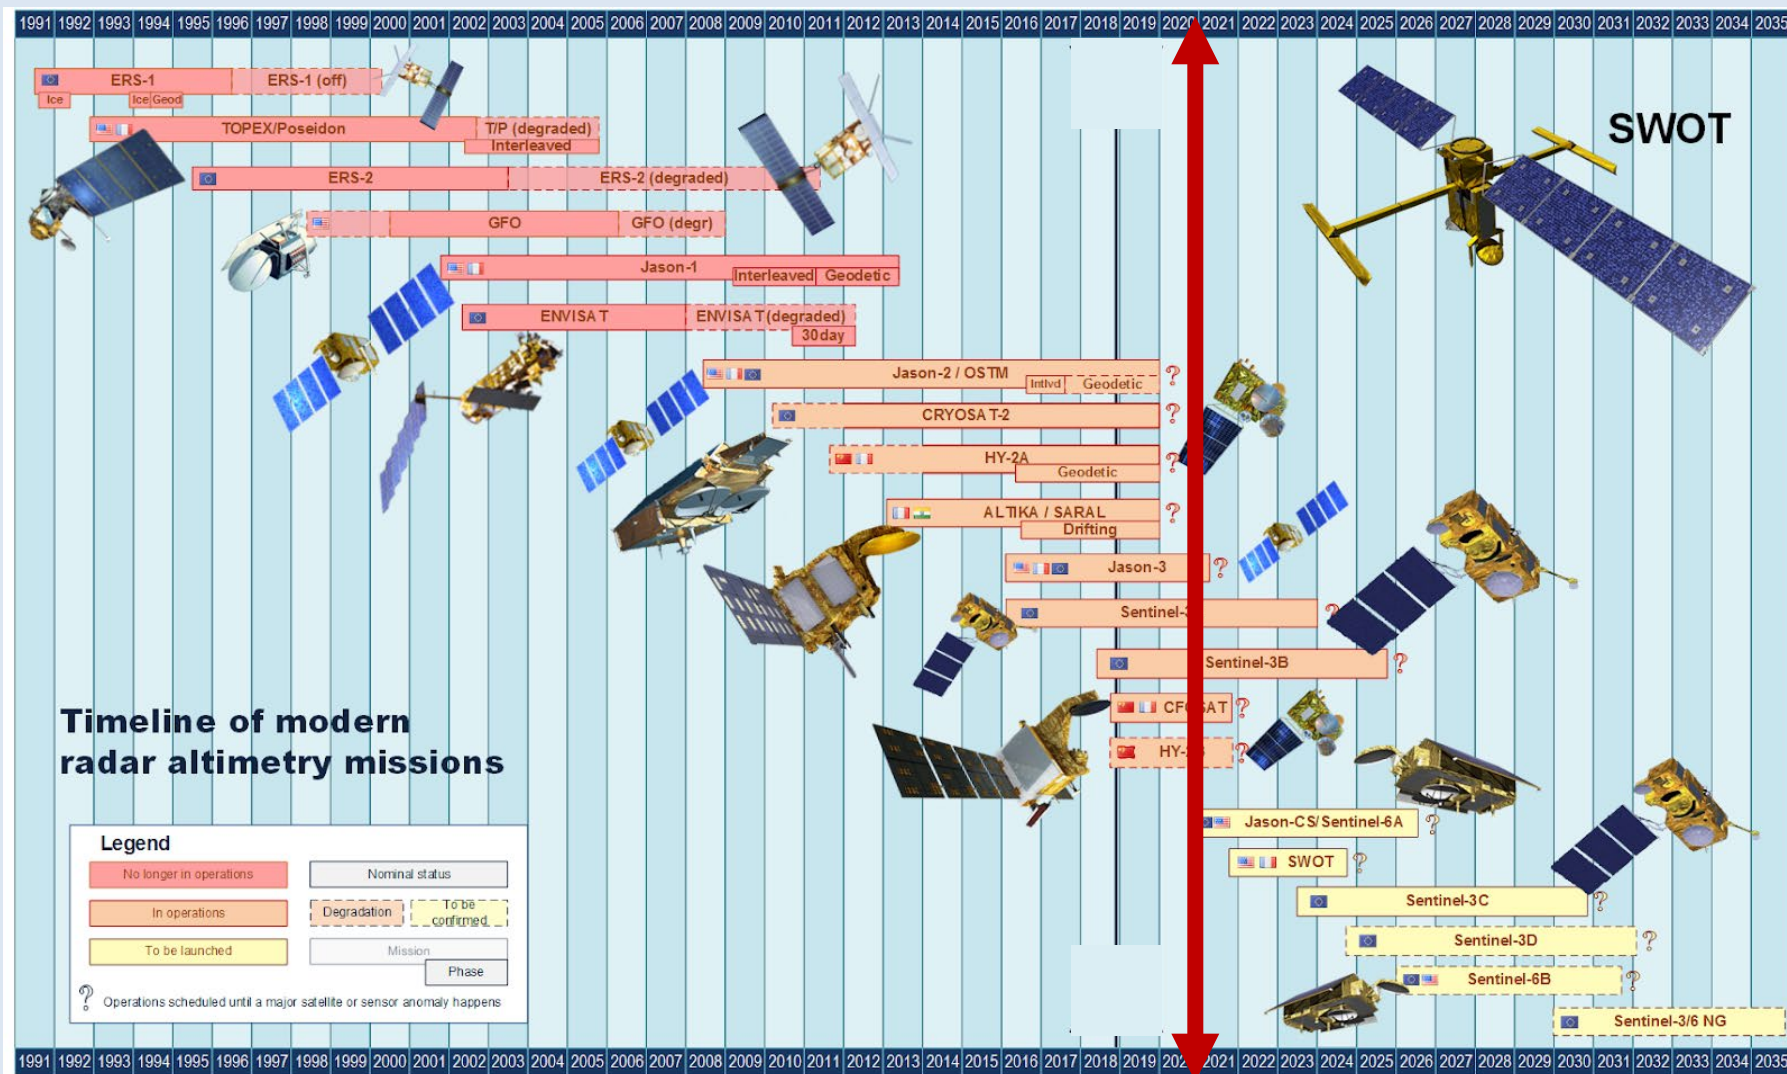 1991 1992 1993 1994 1995 1996 1997 1998 1999 2000 2001 2002 2003 2004 2005 2006 2007 2008 2009 2010 2011 2012 2013 2014 2015 2016 2017 2018 2019 2020 2021 2022 2023 2024 2025 2026 2027 2028 2029 2030 2031 2032 2033 2034 2035
ERS-1 ERS-1 (off)
Ice Ice Geod
TOPEX/Poseidon T/P (degraded)
Interleaved
SWOT
ERS-2 ERS-2 (degraded)
GFO GFO (degr)
Jason-1
Interleaved Geodetic
ENVISAT ENVISAT(degraded)
30day
Jason-2 / OSTM ?
Intlvd Geodetic
CRYOSAT-2 ?
HY-2A ?
Geodetic
ALTIKA / SARAL ?
Drifting
Jason-3 ?
Sentinel-3 ?
Sentinel-3B ?
CFOSAT ?
HY-2 ?
Timeline of modern
radar altimetry missions
Jason-CS/Sentinel-6A ?
SWOT ?
Sentinel-3C ?
Sentinel-3D ?
Sentinel-6B ?
Sentinel-3/6 NG
Legend
No longer in operations
Nominal status
In operations
Degradation
To be
confirmed
To be launched
Mission
Phase
? Operations scheduled until a major satellite or sensor anomaly happens
1991 1992 1993 1994 1995 1996 1997 1998 1999 2000 2001 2002 2003 2004 2005 2006 2007 2008 2009 2010 2011 2012 2013 2014 2015 2016 2017 2018 2019 2020 2021 2022 2023 2024 2025 2026 2027 2028 2029 2030 2031 2032 2033 2034 2035